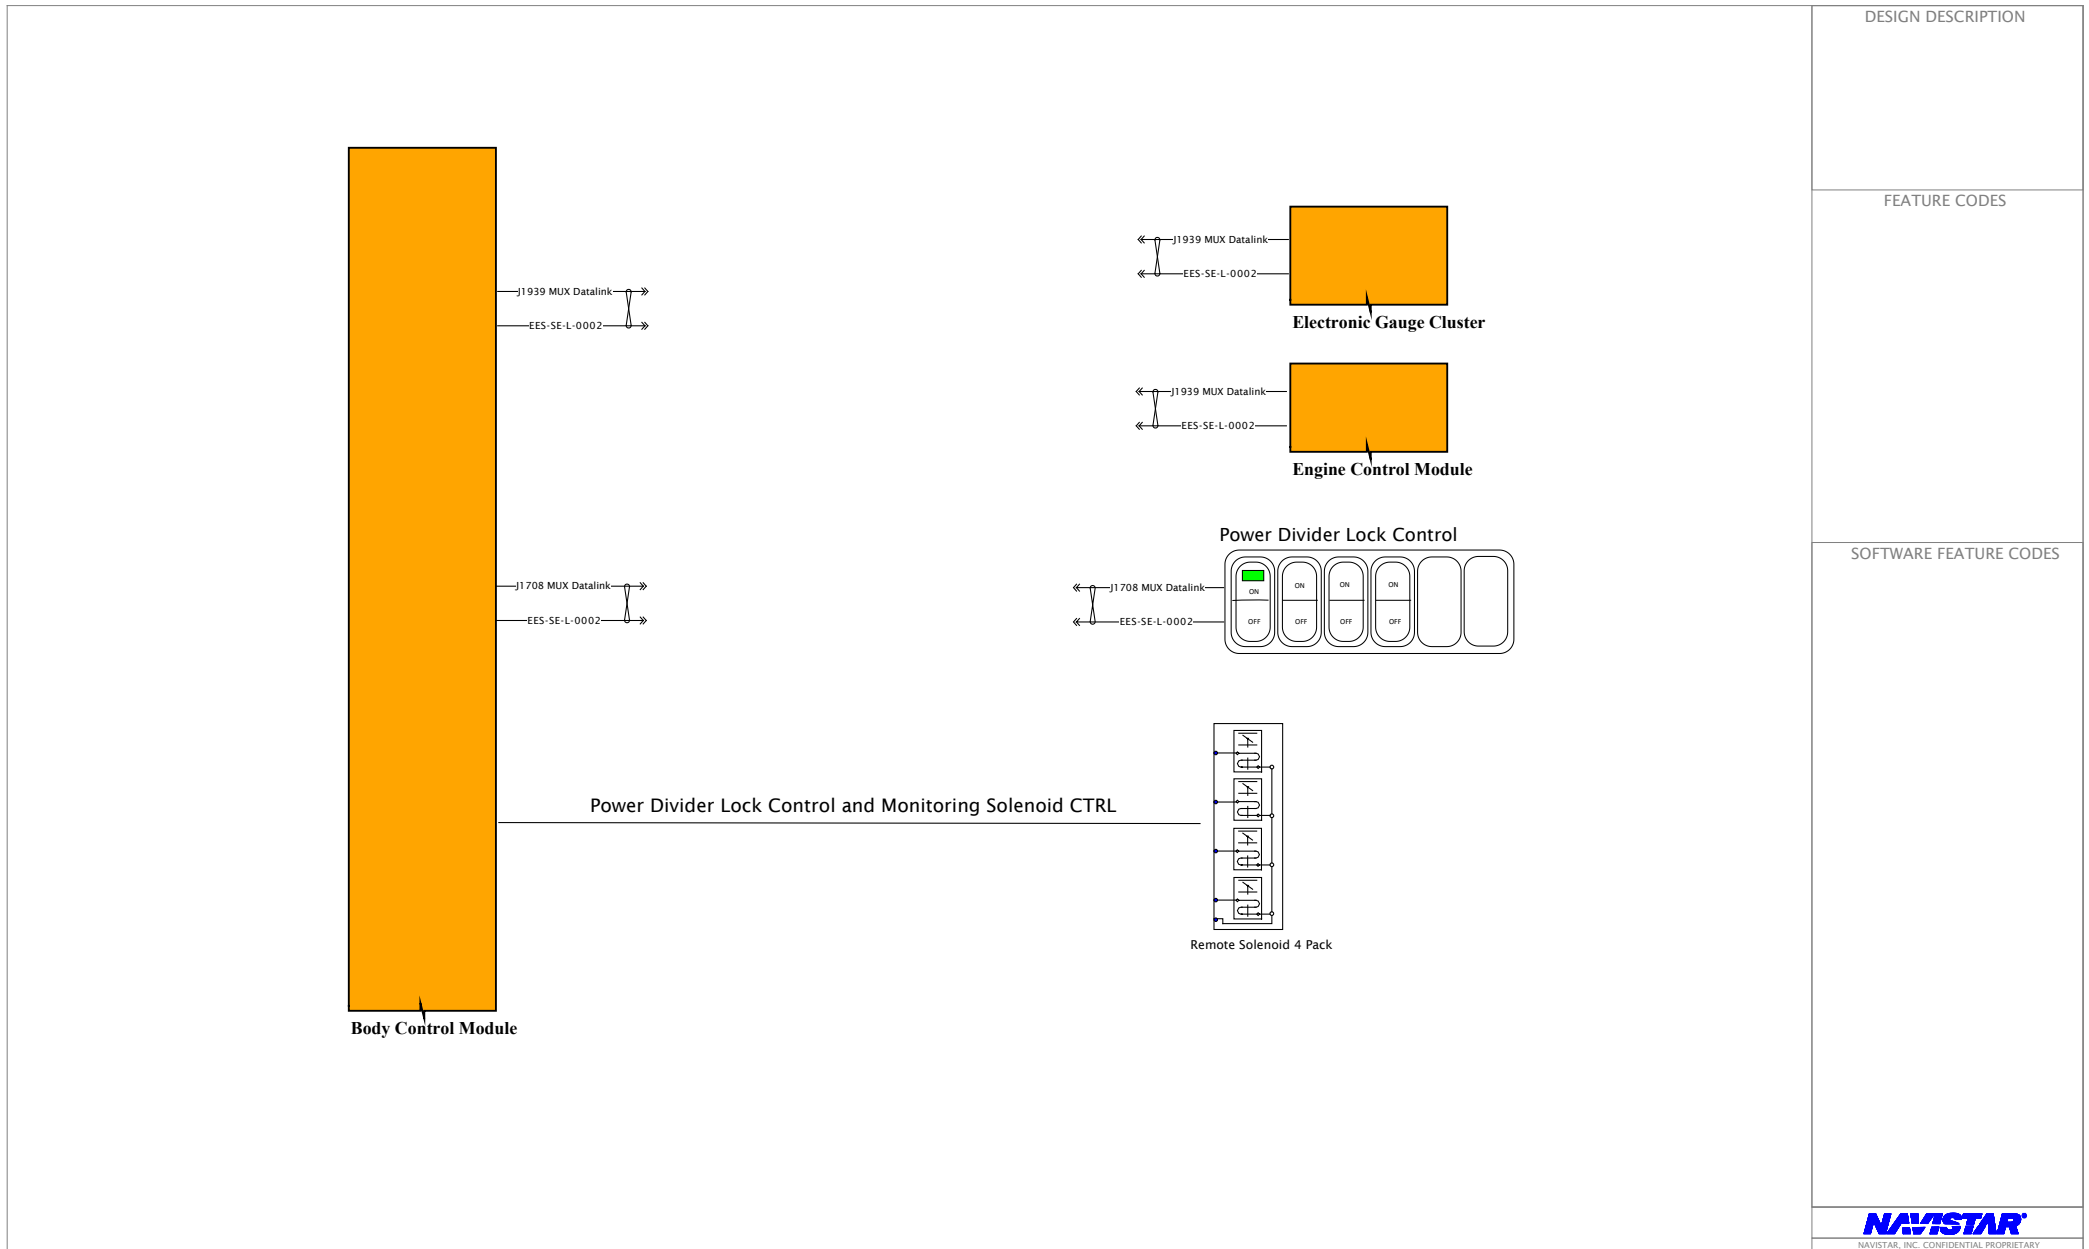 DESIGN DESCRIPTION
FEATURE CODES
SOFTWARE FEATURE CODES
J1939 MUX Datalink
EES-SE-L-0002
J1708 MUX Datalink
EES-SE-L-0002
Body Control Module
J1939 MUX Datalink
EES-SE-L-0002
Electronic Gauge Cluster
J1939 MUX Datalink
EES-SE-L-0002
Engine Control Module
Power Divider Lock Control
J1708 MUX Datalink
EES-SE-L-0002
ON ON ON ON
OFF OFF OFF OFF
Power Divider Lock Control and Monitoring Solenoid CTRL
Remote Solenoid 4 Pack
NAVISTAR®
NAVISTAR, INC. CONFIDENTIAL PROPRIETARY